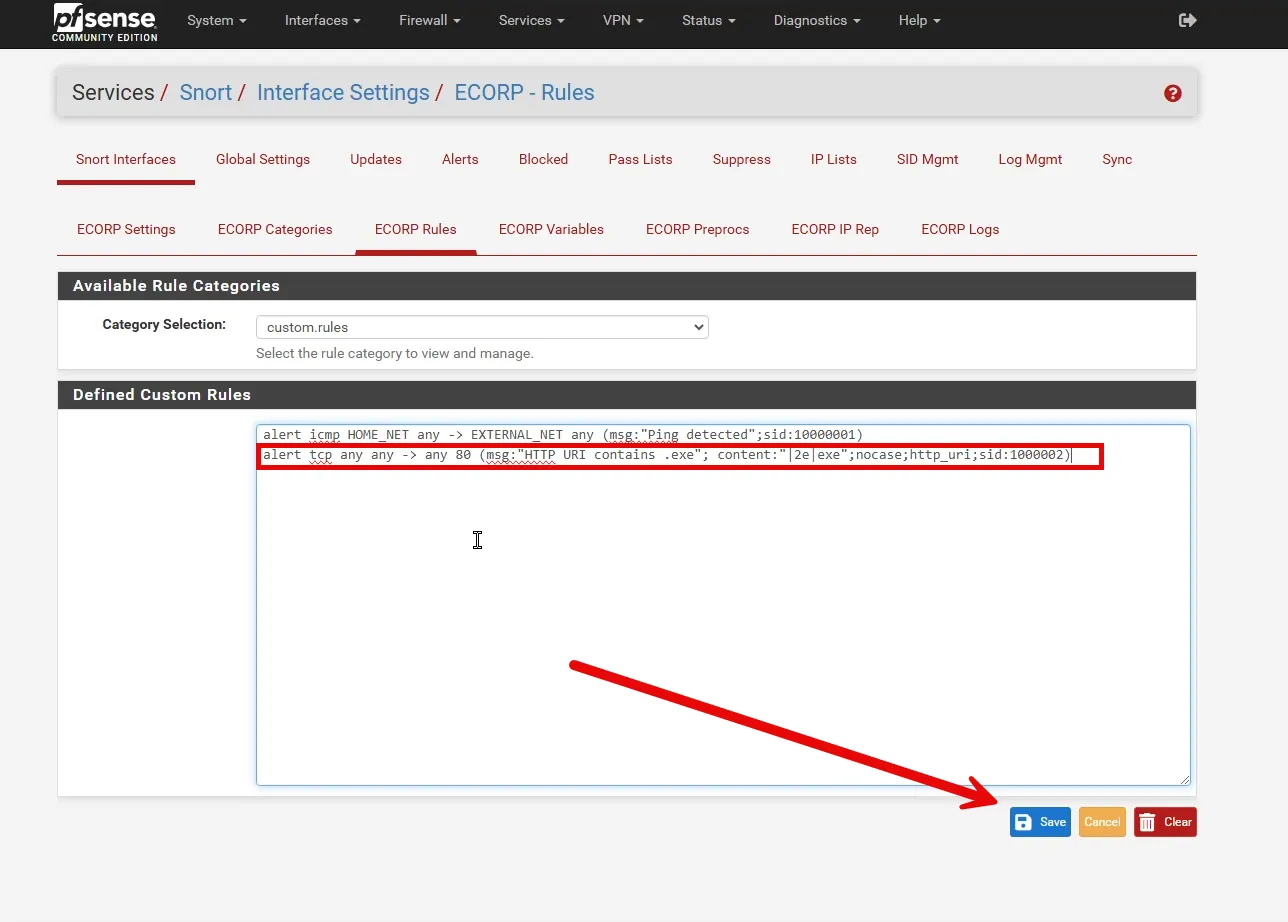 pfsense System Interfaces Firewall Services VPN Status Diagnostics Help
COMMUNITY EDITION
Services / Snort / Interface Settings / ECORP - Rules
Snort Interfaces Global Settings Updates Alerts Blocked Pass Lists Suppress IP Lists SID Mgmt Log Mgmt Sync
ECORP Settings ECORP Categories ECORP Rules ECORP Variables ECORP Preprocs ECORP IP Rep ECORP Logs
Available Rule Categories
Category Selection: custom.rules
Select the rule category to view and manage.
Defined Custom Rules
alert icmp HOME_NET any -> EXTERNAL_NET any (msg:"Ping detected";sid:10000001)
alert tcp any any -> any 80 (msg:"HTTP URI contains .exe"; content:"|2e|exe";nocase;http_uri;sid:1000002)
Save Cancel Clear